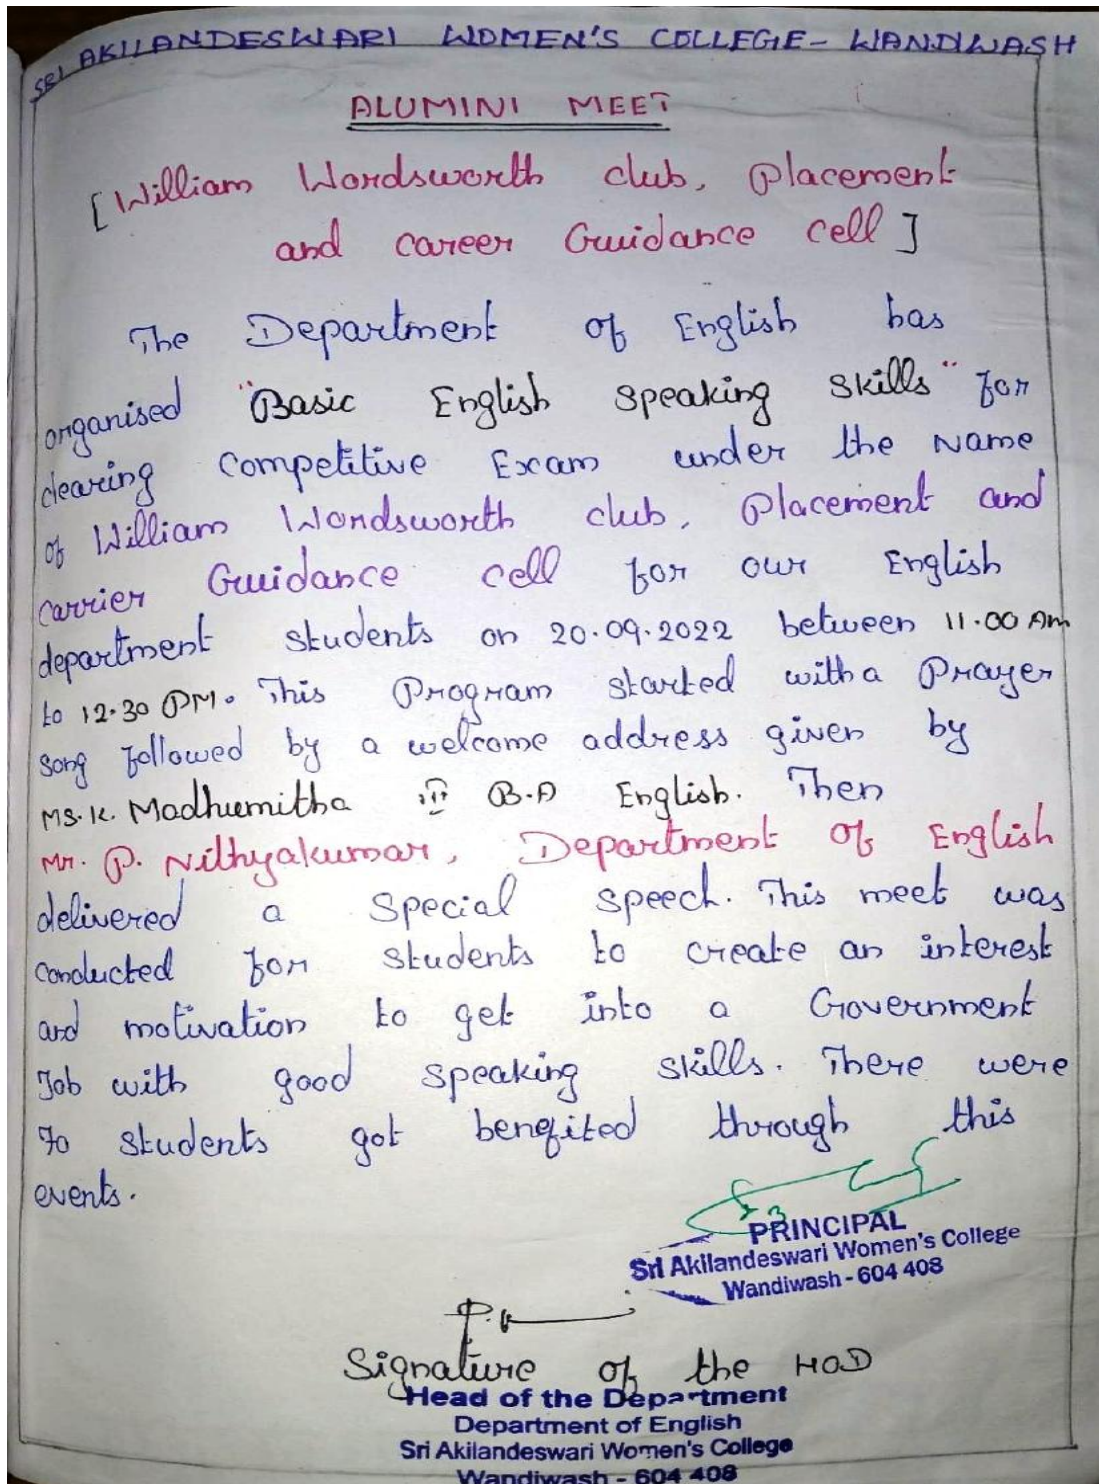 SRI AKILANDESWARI WOMEN'S COLLEGE - WANDIWASH
ALUMINI MEET
[William Wordsworth club, Placement
and career Guidance cell]
The Department of English has
organised "Basic English speaking skills" for
clearing competitive Exam under the Name
of William Wordsworth club, Placement and
carrier Guidance cell for our English
department students on 20.09.2022 between 11.00 Am
to 12.30 PM. This Program started with a Prayer
song followed by a welcome address given by
MS. K. Madhumitha III B.A English. Then
Mr. P. Nithyakumar, Department of English
delivered a special speech. This meet was
conducted for students to create an interest
and motivation to get into a Government
Job with good speaking skills. There were
70 students got benefited through this
events.
PRINCIPAL
Sri Akilandeswari Women's College
Wandiwash - 604 408
Signature of the HOD
Head of the Department
Department of English
Sri Akilandeswari Women's College
Wandiwash - 604 408